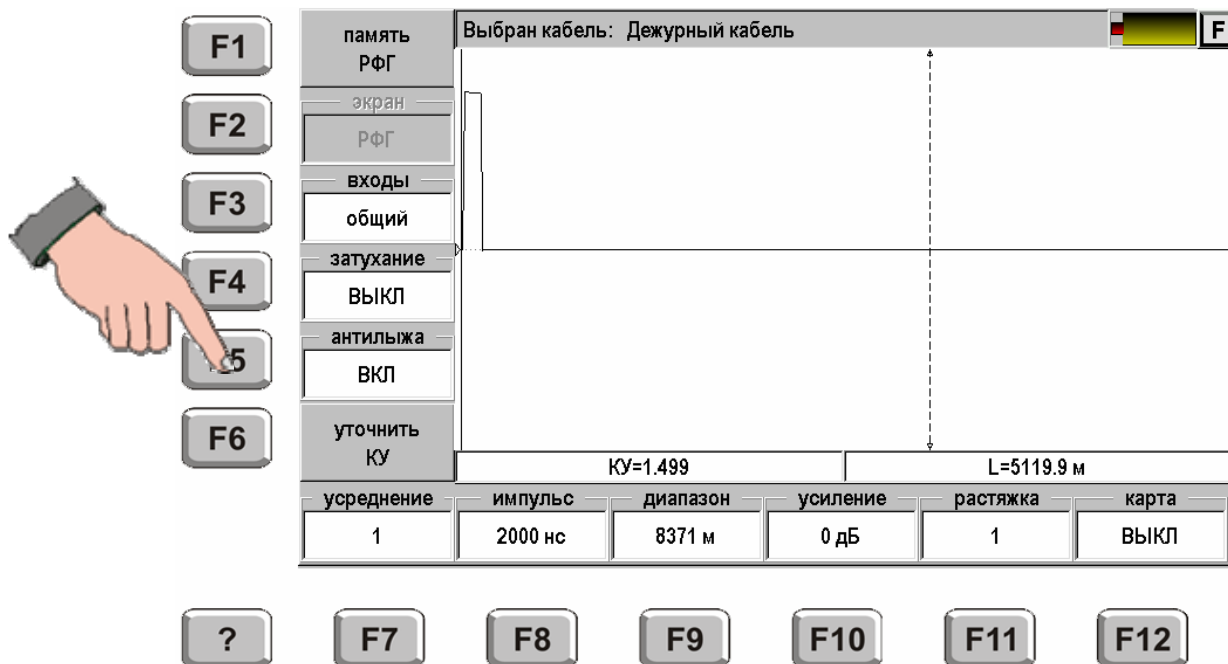 F1
F2
F3
F4
5
F6
память
РФГ
экран
РФГ
входы
общий
затухание
ВЫКЛ
антилыжа
ВКЛ
уточнить
КУ
Выбран кабель: Дежурный кабель
F
КУ=1.499
L=5119.9 м
усреднение
1
импульс
2000 нс
диапазон
8371 м
усиление
0 дБ
растяжка
1
карта
ВЫКЛ
?
F7
F8
F9
F10
F11
F12